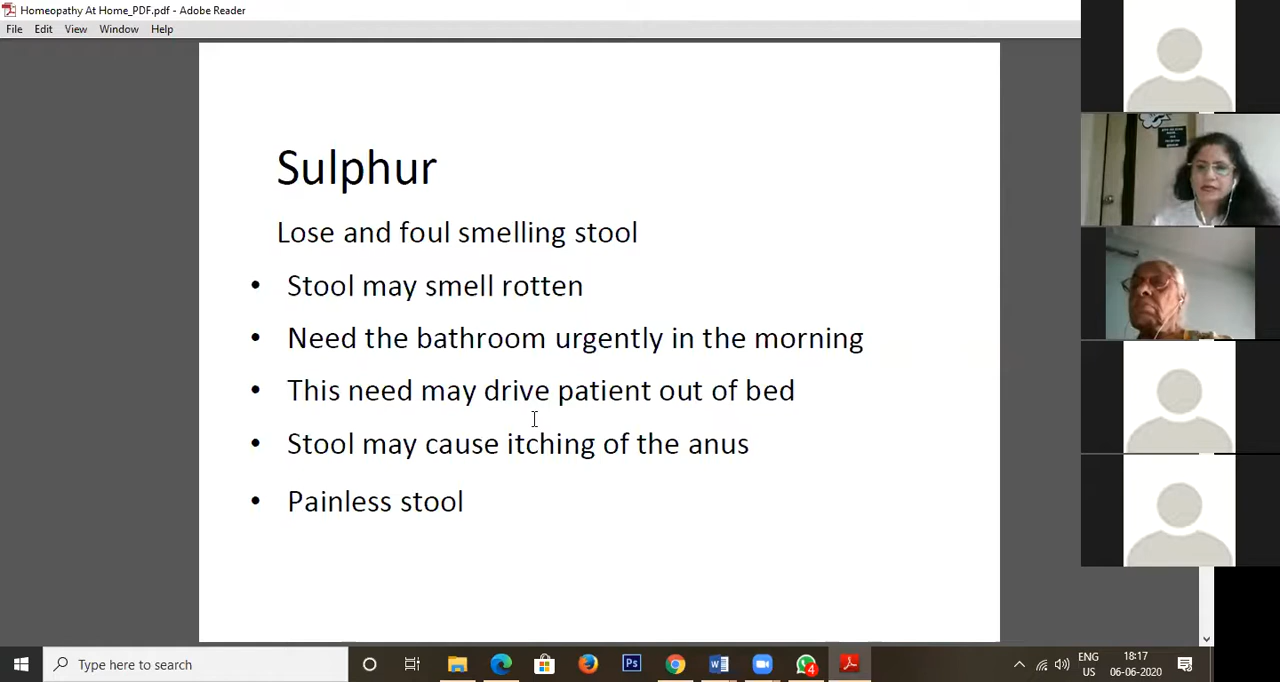 Homeopathy At Home_PDF.pdf - Adobe Reader
File Edit View Window Help
Sulphur
Lose and foul smelling stool
• Stool may smell rotten
• Need the bathroom urgently in the morning
• This need may drive patient out of bed
• Stool may cause itching of the anus
• Painless stool
Type here to search
Ps
W
4
ENG
US
18:17
06-06-2020